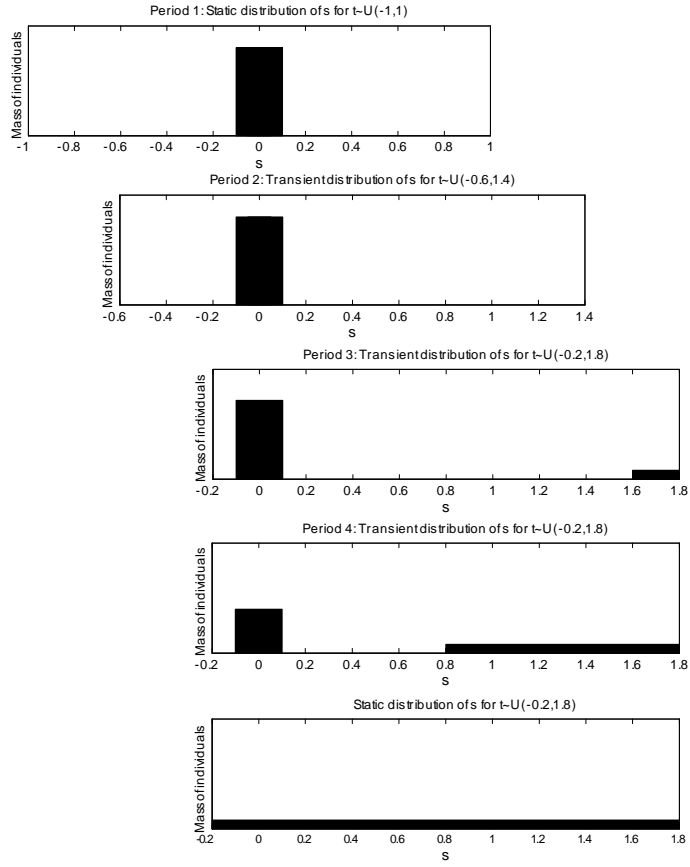 Period 1: Static distribution of s for t~U(-1,1)
Mass of individuals
-1 -0.8 -0.6 -0.4 -0.2 0 0.2 0.4 0.6 0.8 1
s
Period 2: Transient distribution of s for t~U(-0.6,1.4)
Mass of individuals
-0.6 -0.4 -0.2 0 0.2 0.4 0.6 0.8 1 1.2 1.4
s
Period 3: Transient distribution of s for t~U(-0.2,1.8)
Mass of individuals
-0.2 0 0.2 0.4 0.6 0.8 1 1.2 1.4 1.6 1.8
s
Period 4: Transient distribution of s for t~U(-0.2,1.8)
Mass of individuals
-0.2 0 0.2 0.4 0.6 0.8 1 1.2 1.4 1.6 1.8
s
Static distribution of s for t~U(-0.2,1.8)
Mass of individuals
-0.2 0 0.2 0.4 0.6 0.8 1 1.2 1.4 1.6 1.8
s